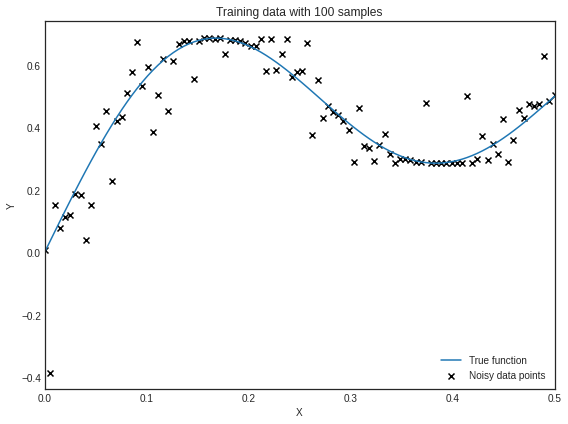 Training data with 100 samples
0.6
0.4
0.2
0.0
−0.2
−0.4
Y
0.0
0.1
0.2
0.3
0.4
0.5
X
True function
Noisy data points